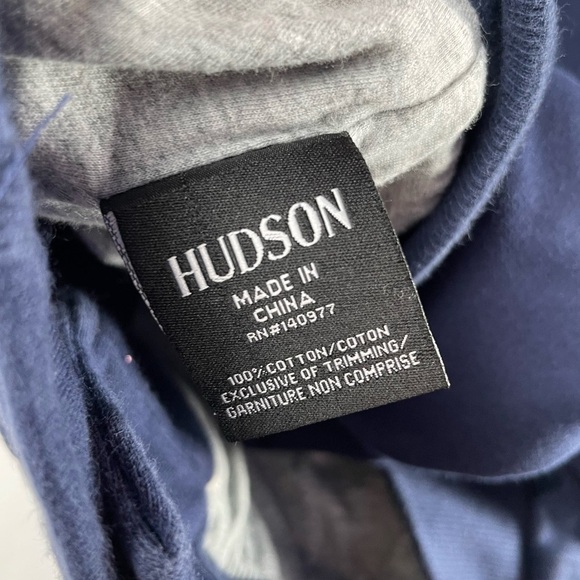 HUDSON
MADE IN
CHINA
RN#140977
100% COTTON/COTON
EXCLUSIVE OF TRIMMING/
GARNITURE NON COMPRISE